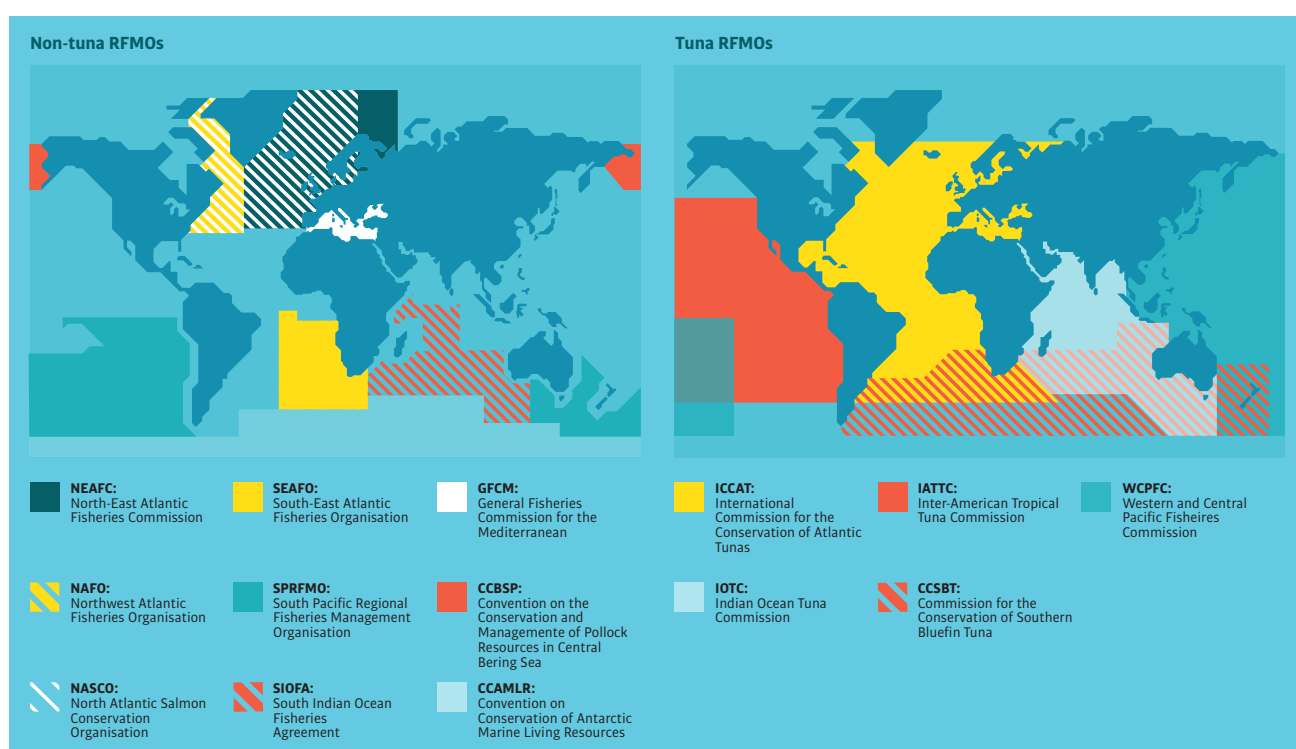 Non-tuna RFMOs
Tuna RFMOs
NEAFC:
North-East Atlantic
Fisheries Commission
SEAFO:
South-East Atlantic
Fisheries Organisation
GFCM:
General Fisheries
Commission for the
Mediterranean
NAFO:
Northwest Atlantic
Fisheries Organisation
SPRFMO:
South Pacific Regional
Fisheries Management
Organisation
CCBSP:
Convention on the
Conservation and
Managemente of Pollock
Resources in Central
Bering Sea
NASCO:
North Atlantic Salmon
Conservation
Organisation
SIOFA:
South Indian Ocean
Fisheries
Agreement
CCAMLR:
Convention on
Conservation of Antarctic
Marine Living Resources
ICCAT:
International
Commission for the
Conservation of Atlantic
Tunas
IATTC:
Inter-American Tropical
Tuna Commission
WCPFC:
Western and Central
Pacific Fisheires
Commission
IOTC:
Indian Ocean Tuna
Commission
CCSBT:
Commission for the
Conservation of Southern
Bluefin Tuna